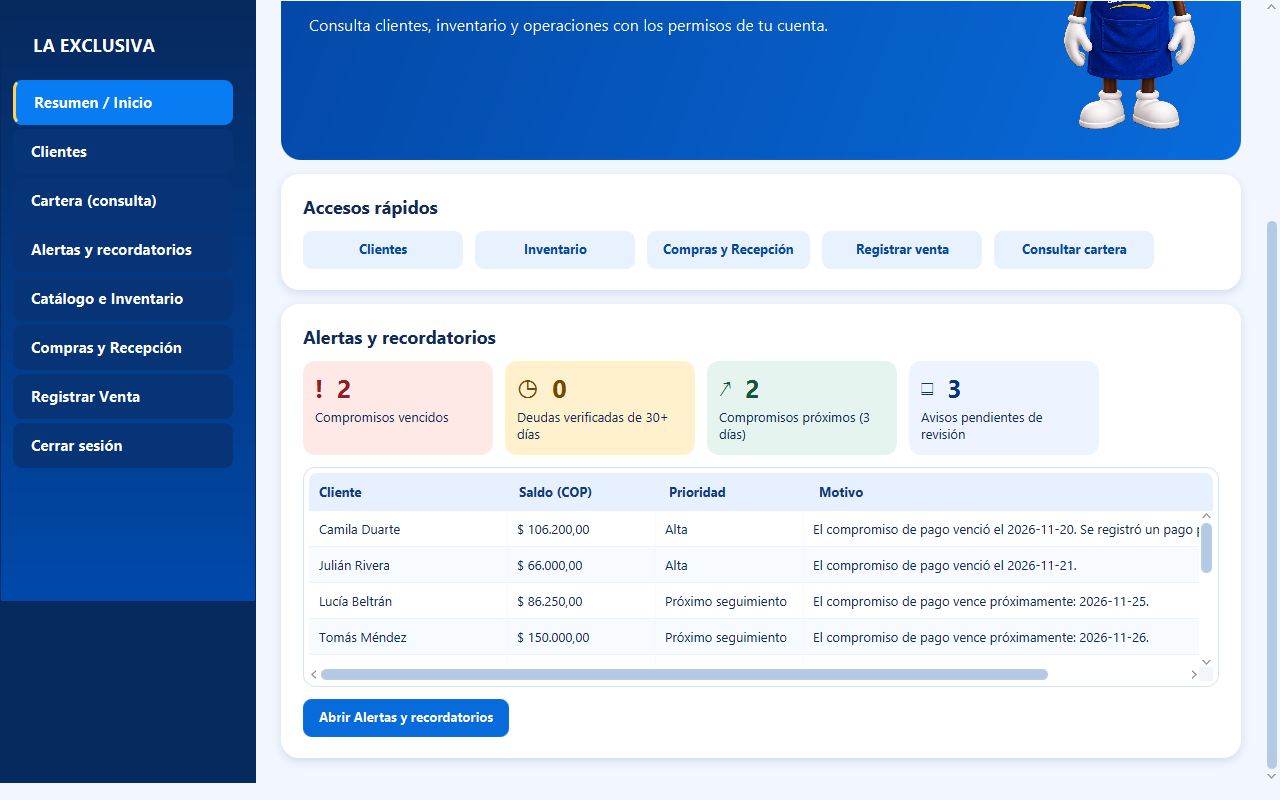 LA EXCLUSIVA
Resumen / Inicio
Clientes
Cartera (consulta)
Alertas y recordatorios
Catálogo e Inventario
Compras y Recepción
Registrar Venta
Cerrar sesión
Consulta clientes, inventario y operaciones con los permisos de tu cuenta.
Accesos rápidos
Clientes
Inventario
Compras y Recepción
Registrar venta
Consultar cartera
Alertas y recordatorios
! 2
Compromisos vencidos
0
Deudas verificadas de 30+
días
2
Compromisos próximos (3
días)
3
Avisos pendientes de
revisión
Cliente Saldo (COP) Prioridad Motivo
Camila Duarte $ 106.200,00 Alta El compromiso de pago venció el 2026-11-20. Se registró un pago
Julián Rivera $ 66.000,00 Alta El compromiso de pago venció el 2026-11-21.
Lucía Beltrán $ 86.250,00 Próximo seguimiento El compromiso de pago vence próximamente: 2026-11-25.
Tomás Méndez $ 150.000,00 Próximo seguimiento El compromiso de pago vence próximamente: 2026-11-26.
Abrir Alertas y recordatorios